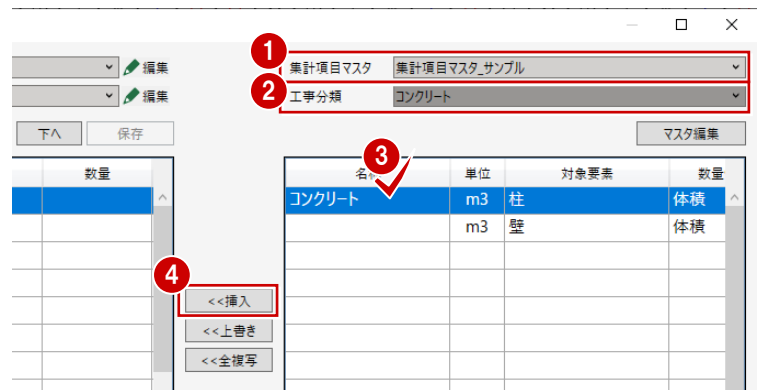 1
編集 集計項目マスタ 集計項目マスタ_サンプル
2
編集 工事分類 コンクリート
下へ 保存 マスタ編集
3
数量 名称 単位 対象要素 数量
コンクリート m3 柱 体積
m3 壁 体積
4
<<挿入
<<上書き
<<全複写